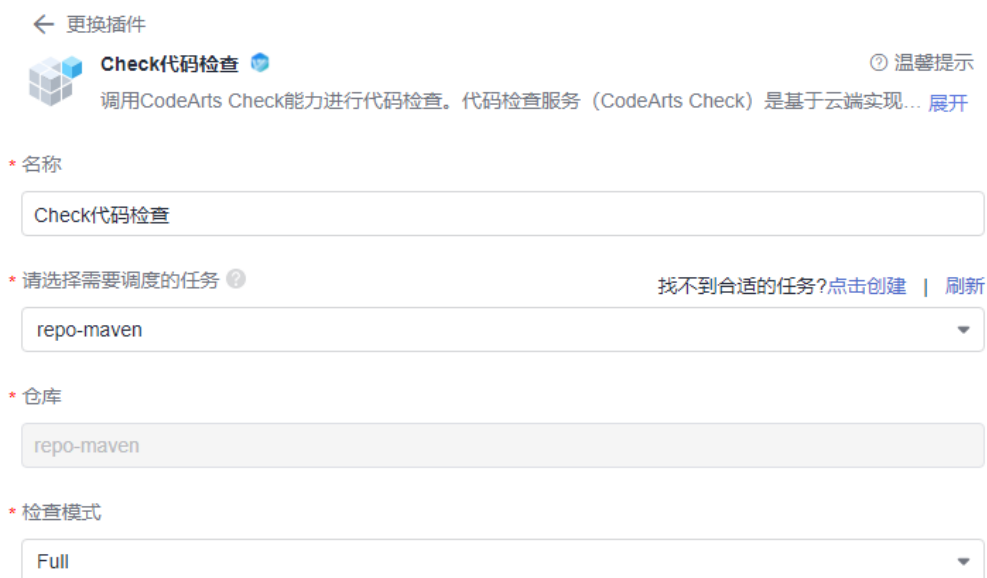 更换插件
Check代码检查
温馨提示
调用CodeArts Check能力进行代码检查。代码检查服务（CodeArts Check）是基于云端实现... 展开
* 名称
Check代码检查
* 请选择需要调度的任务
找不到合适的任务?点击创建 | 刷新
repo-maven
* 仓库
repo-maven
* 检查模式
Full